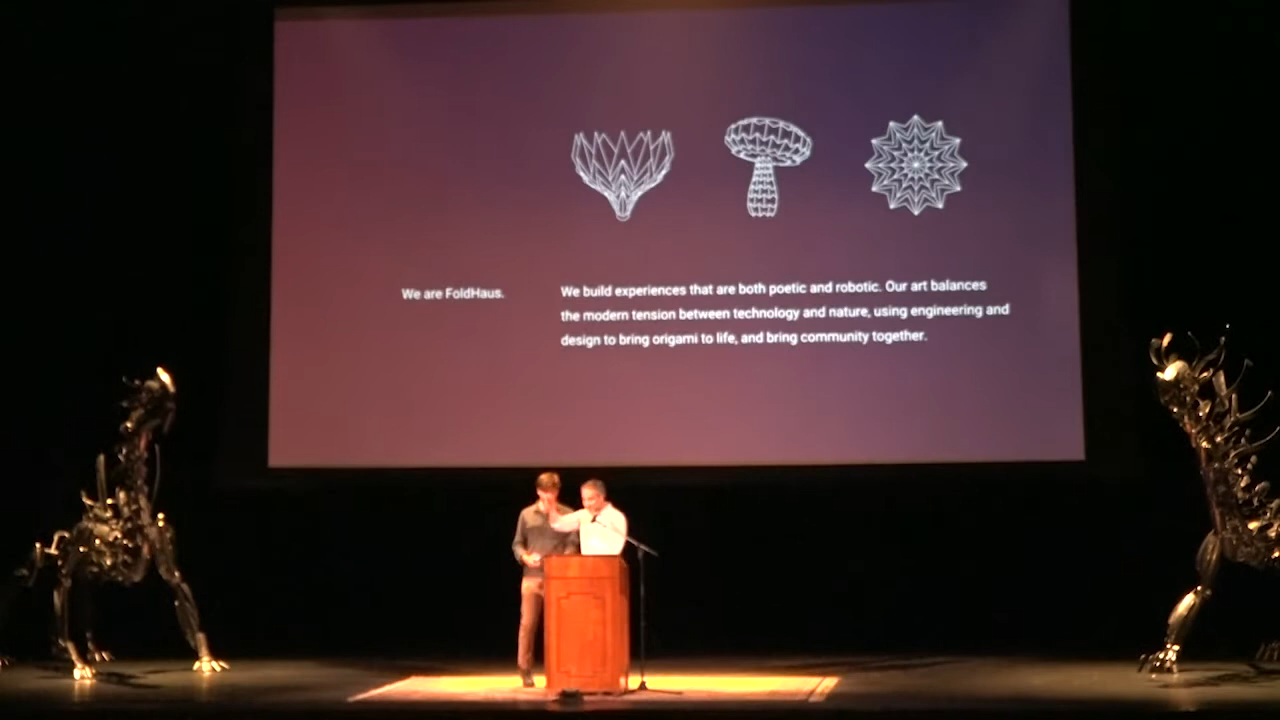 We are FoldHaus.
We build experiences that are both poetic and robotic. Our art balances
the modern tension between technology and nature, using engineering and
design to bring origami to life, and bring community together.